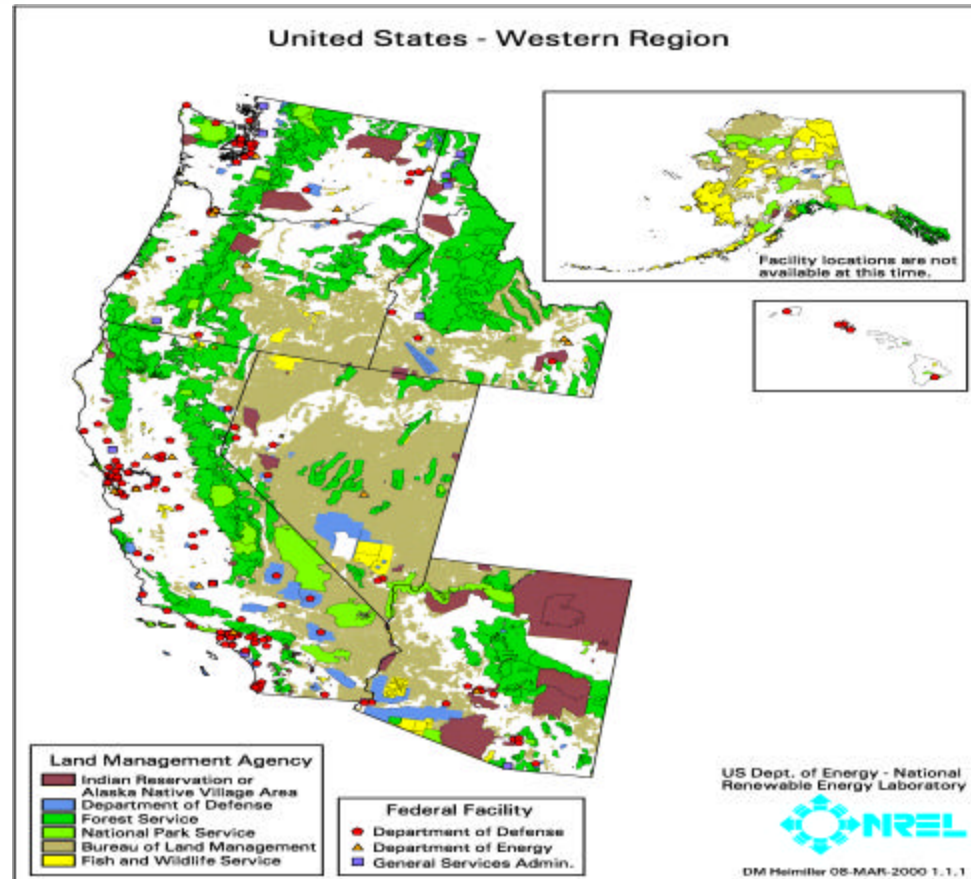 United States - Western Region
Facility locations are not
available at this time.
Land Management Agency
Indian Reservation or
Alaska Native Village Area
Department of Defense
Forest Service
National Park Service
Bureau of Land Management
Fish and Wildlife Service
Federal Facility
Department of Defense
Department of Energy
General Services Admin.
US Dept. of Energy - National
Renewable Energy Laboratory
NREL
DM Heimiller 08-MAR-2000 1.1.1